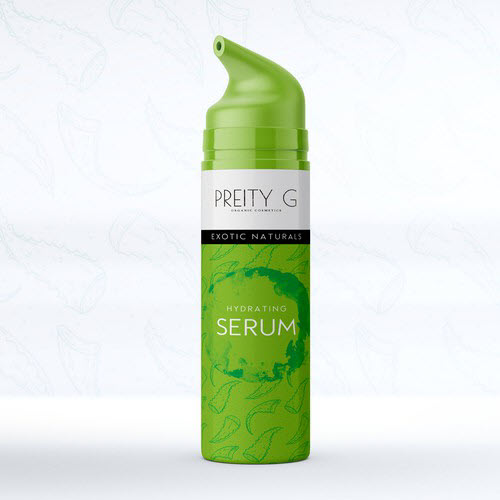 PREITY G
ORGANIC COSMETICS
EXOTIC NATURALS
HYDRATING
SERUM